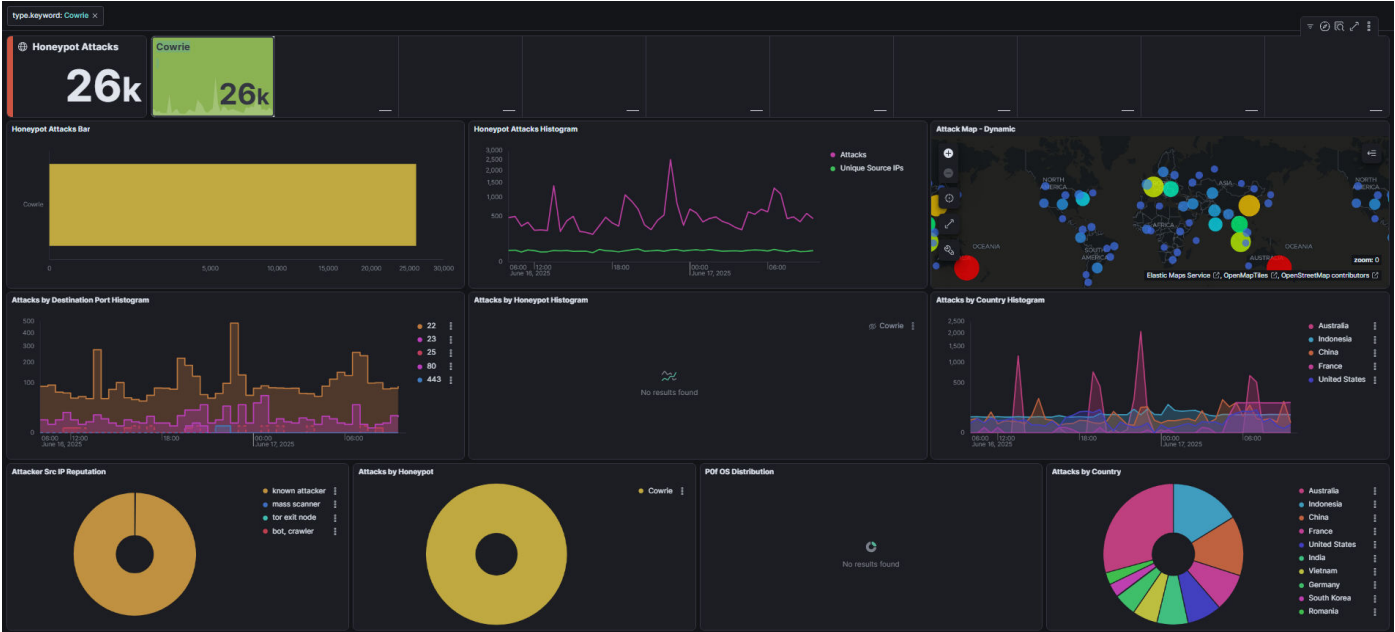 type.keyword: Cowrie ×
Honeypot Attacks
26k
Cowrie
26k
— — — — — — — — —
Honeypot Attacks Bar
Cowrie
0 5,000 10,000 15,000 20,000 25,000 30,000
Honeypot Attacks Histogram
3,000
2,500
2,000
1,500
1,000
500
0
06:00 12:00 18:00 00:00 06:00
June 16, 2025 June 17, 2025
Attacks
Unique Source IPs
Attack Map - Dynamic
NORTH AMERICA
ASIA
NORTH AMERICA
AFRICA
OCEANIA
SOUTH AMERICA
OCEANIA
AUSTRALIA
zoom: 0
Elastic Maps Service, OpenMapTiles, OpenStreetMap contributors
Attacks by Destination Port Histogram
500
400
300
200
100
0
06:00 12:00 18:00 00:00 06:00
June 16, 2025 June 17, 2025
22
23
25
80
443
Attacks by Honeypot Histogram
Cowrie
No results found
Attacks by Country Histogram
2,500
2,000
1,500
1,000
500
0
06:00 12:00 18:00 00:00 06:00
June 16, 2025 June 17, 2025
Australia
Indonesia
China
France
United States
Attacker Src IP Reputation
known attacker
mass scanner
tor exit node
bot, crawler
Attacks by Honeypot
Cowrie
P0f OS Distribution
No results found
Attacks by Country
Australia
Indonesia
China
France
United States
India
Vietnam
Germany
South Korea
Romania